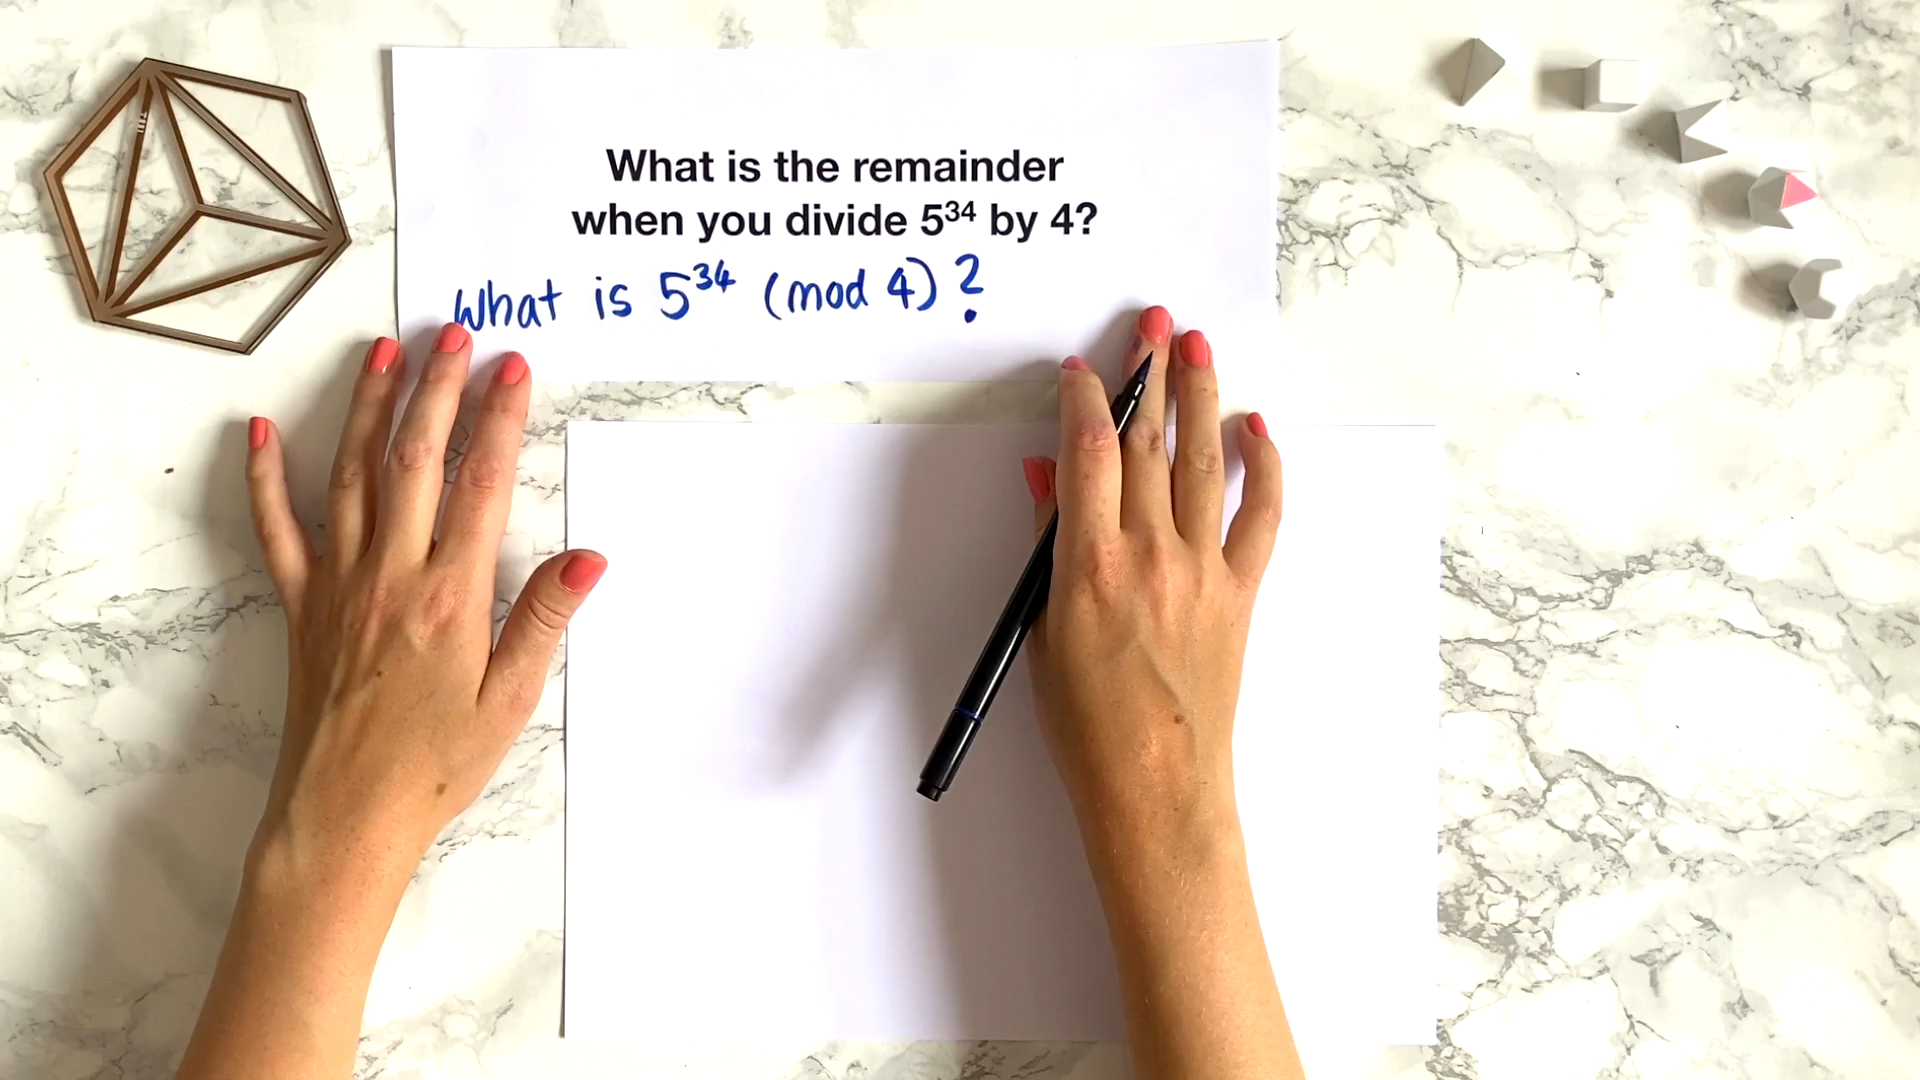 What is the remainder
when you divide 5³⁴ by 4?
What is 5³⁴ (mod 4)?